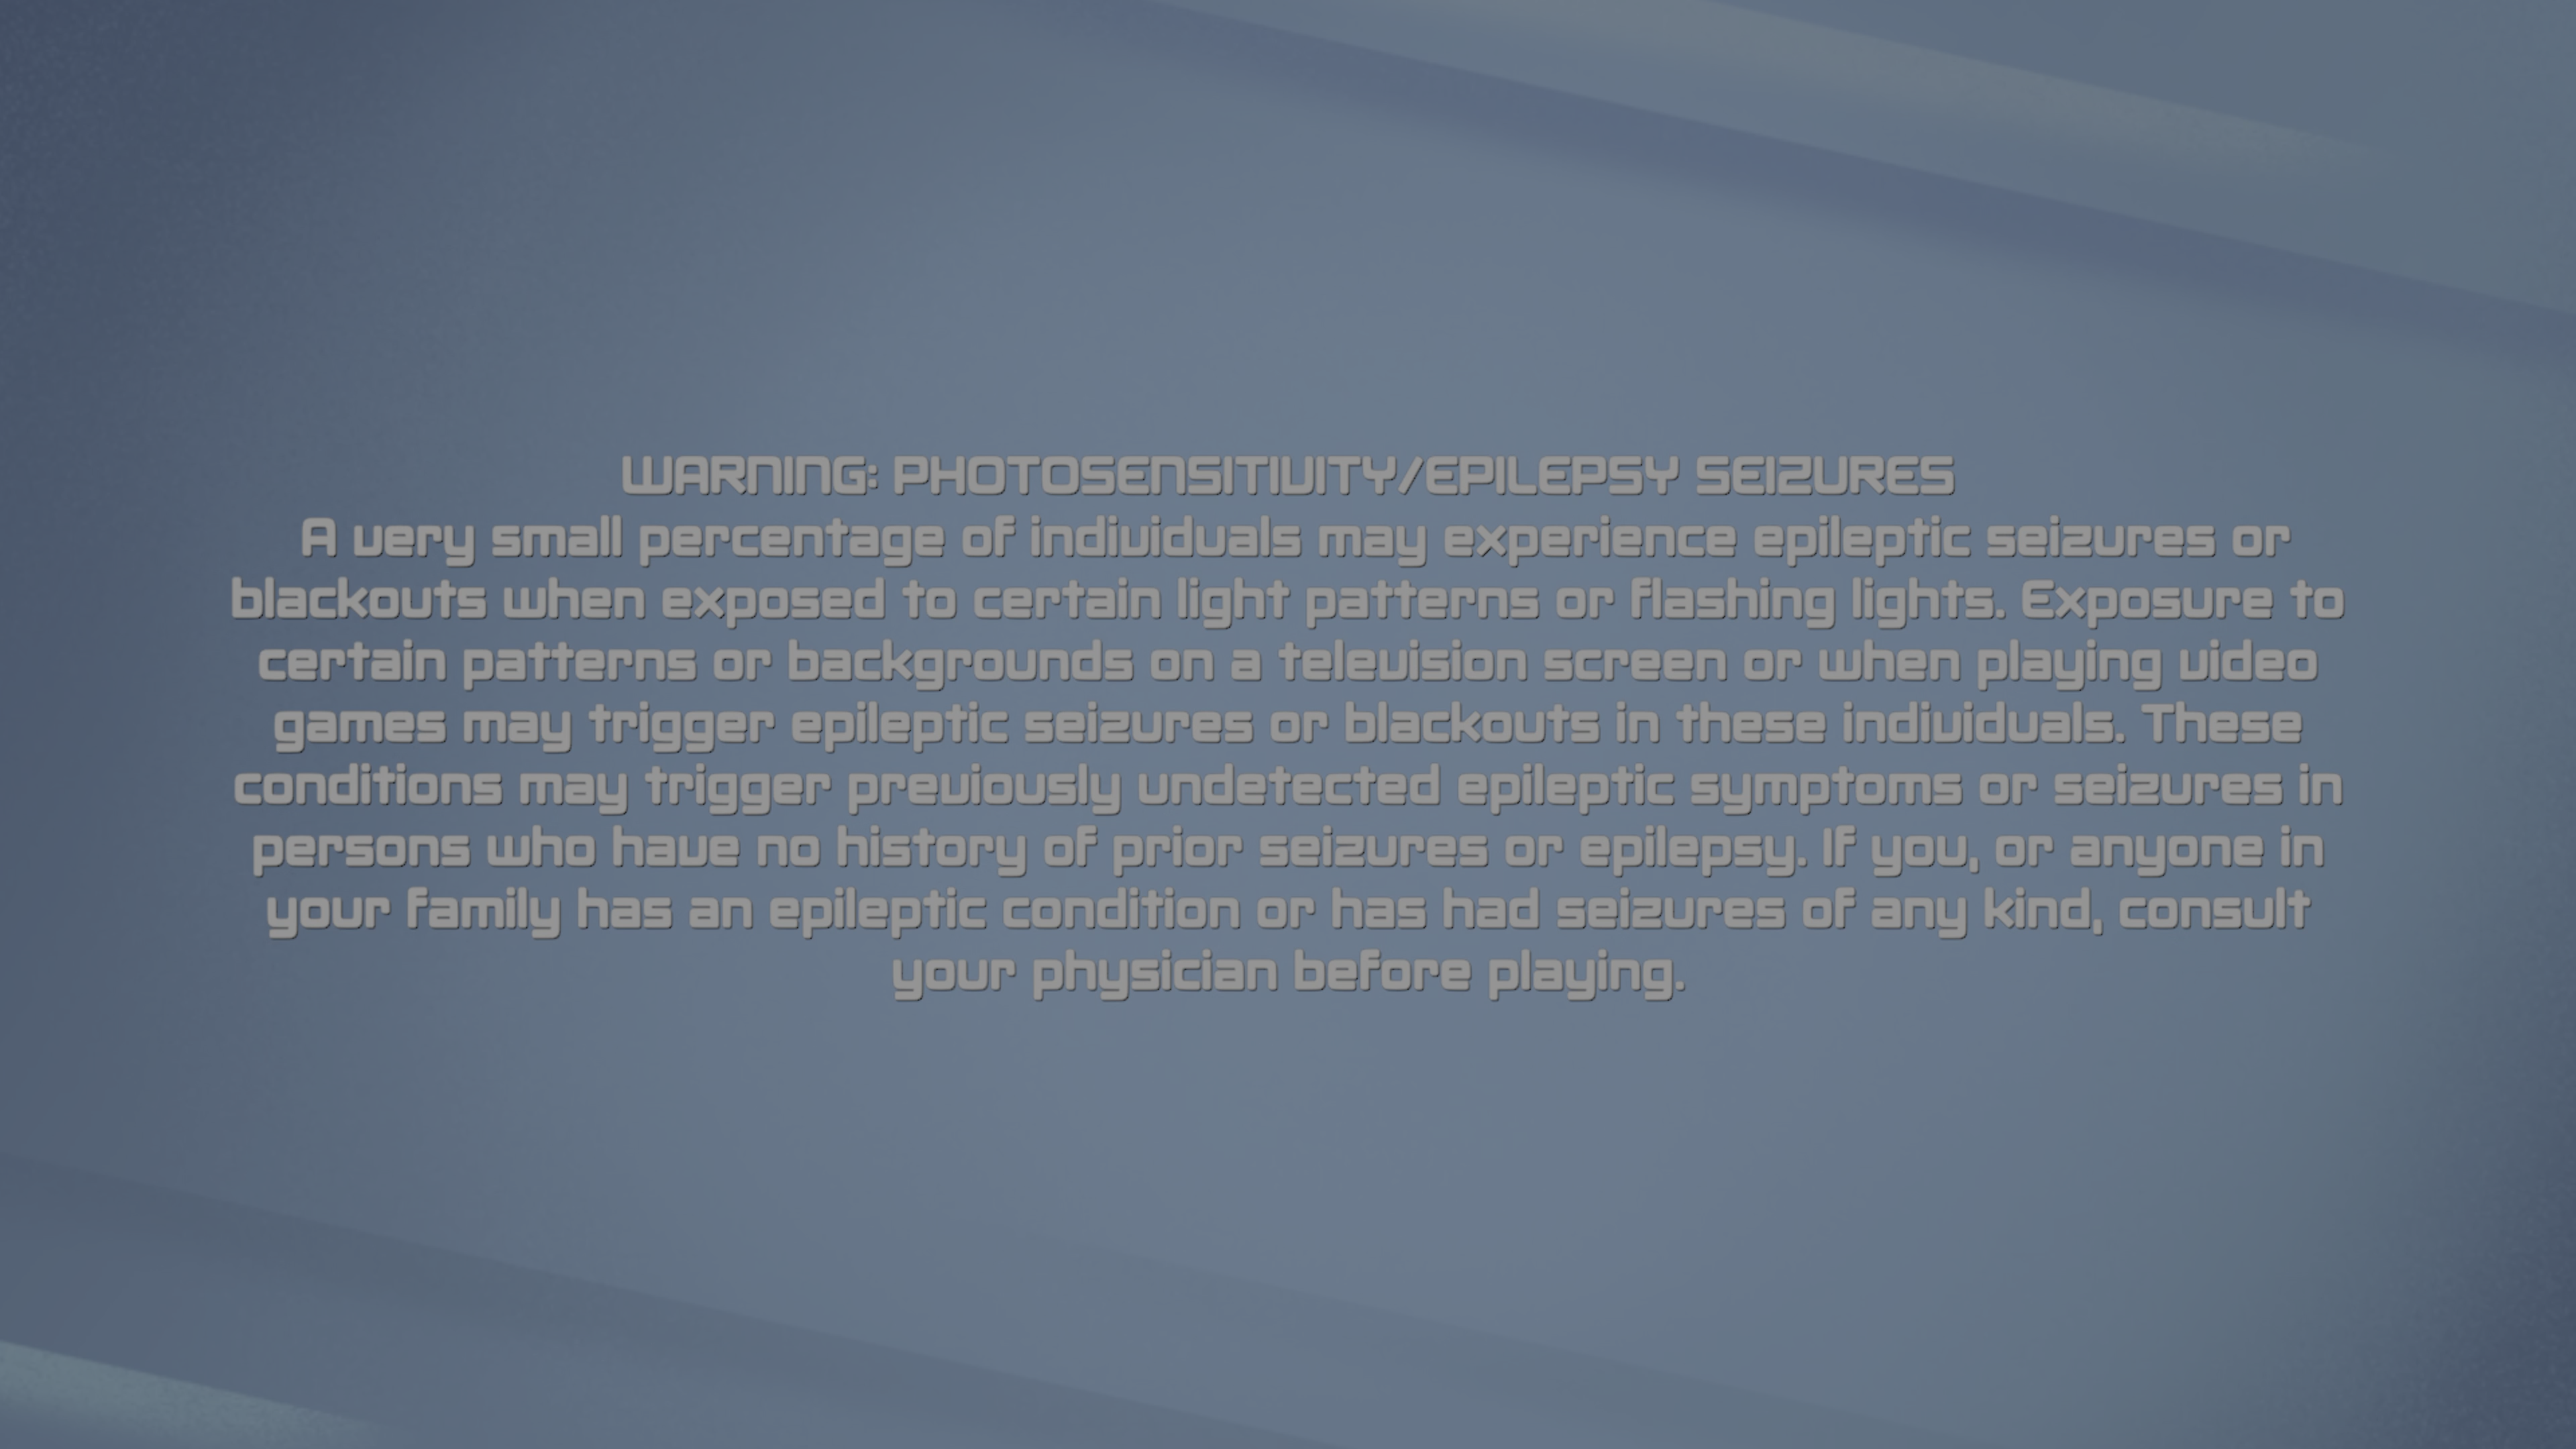 WARNING: PHOTOSENSITIVITY/EPILEPSY SEIZURES
A very small percentage of individuals may experience epileptic seizures or
blackouts when exposed to certain light patterns or flashing lights. Exposure to
certain patterns or backgrounds on a television screen or when playing video
games may trigger epileptic seizures or blackouts in these individuals. These
conditions may trigger previously undetected epileptic symptoms or seizures in
persons who have no history of prior seizures or epilepsy. If you, or anyone in
your family has an epileptic condition or has had seizures of any kind, consult
your physician before playing.